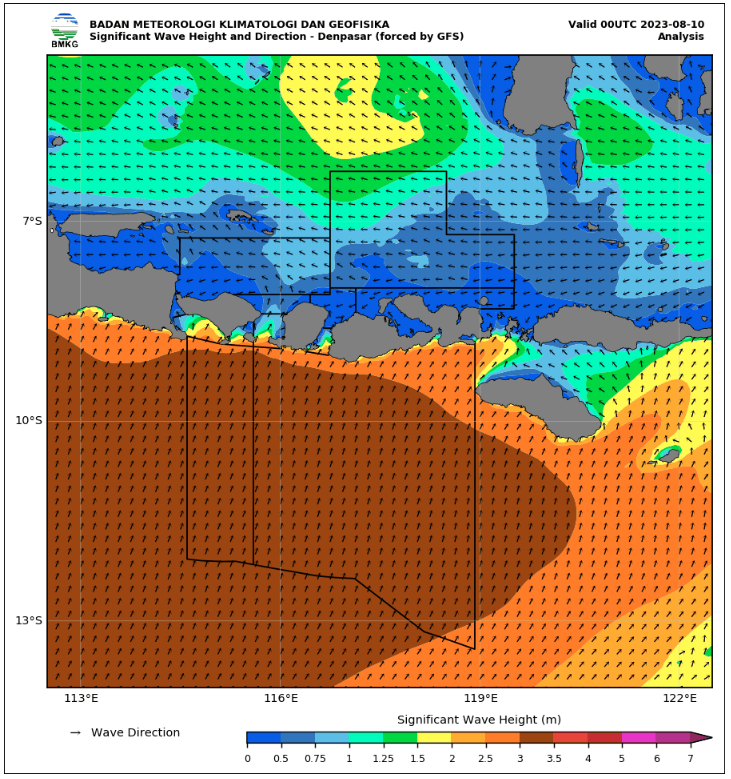 BMKG
BADAN METEOROLOGI KLIMATOLOGI DAN GEOFISIKA
Significant Wave Height and Direction - Denpasar (forced by GFS)
Valid 00UTC 2023-08-10
Analysis
7°S
10°S
13°S
113°E 116°E 119°E 122°E
Wave Direction
Significant Wave Height (m)
0 0.5 0.75 1 1.25 1.5 2 2.5 3 3.5 4 5 6 7